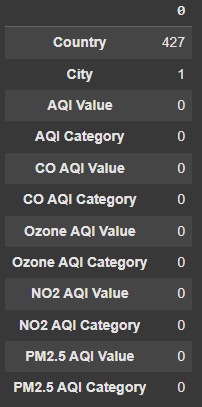 0
Country 427
City 1
AQI Value 0
AQI Category 0
CO AQI Value 0
CO AQI Category 0
Ozone AQI Value 0
Ozone AQI Category 0
NO2 AQI Value 0
NO2 AQI Category 0
PM2.5 AQI Value 0
PM2.5 AQI Category 0